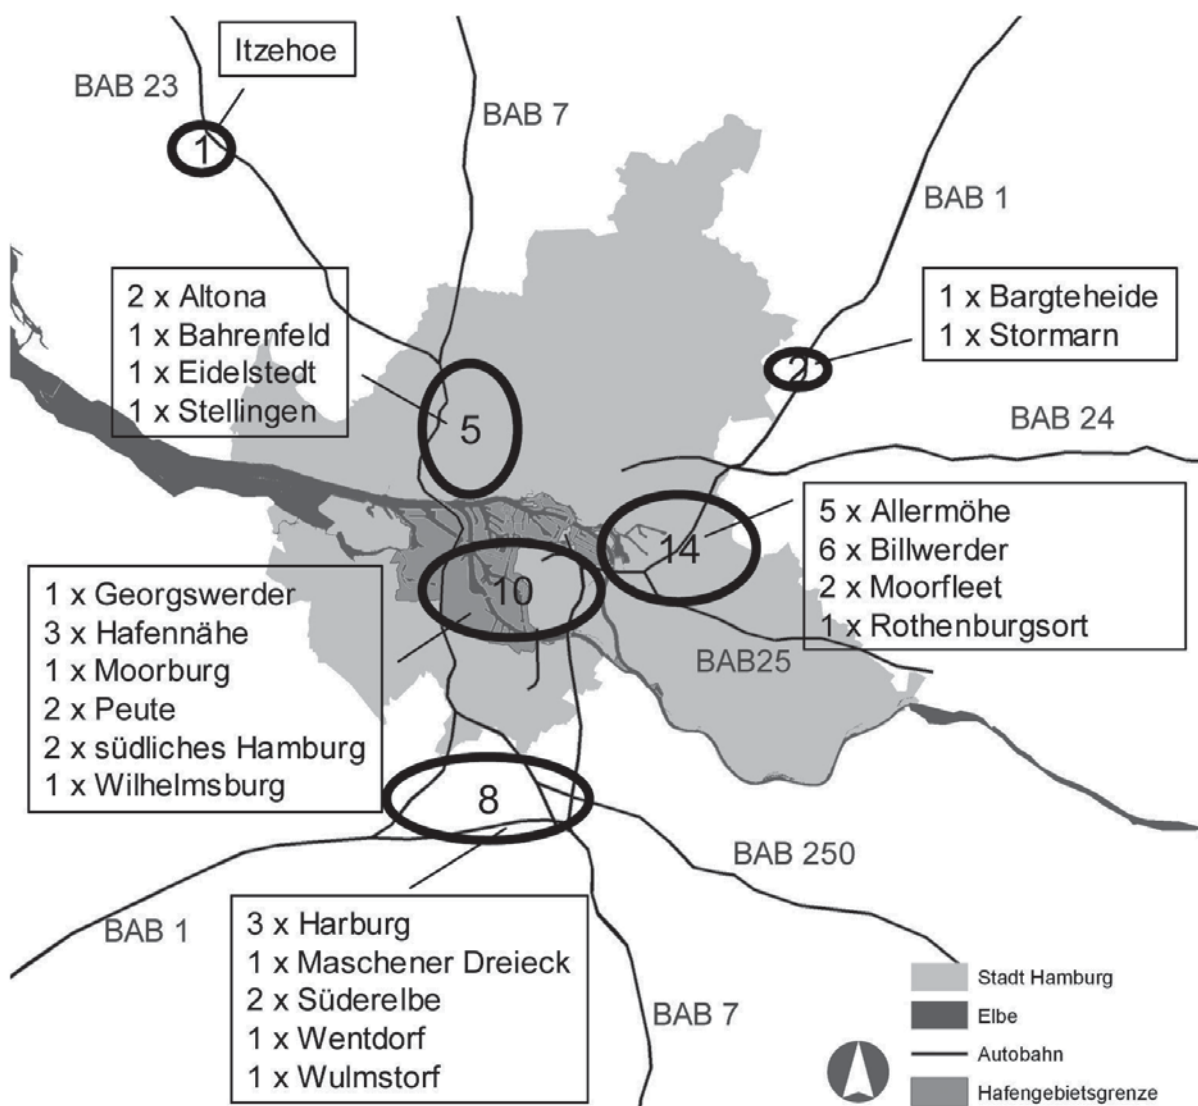 Itzehoe
BAB 23
BAB 7
1
BAB 1
2 x Altona
1 x Bahrenfeld
1 x Eidelstedt
1 x Stellingen
1 x Bargteheide
1 x Stormarn
2
5
BAB 24
5 x Allermöhe
6 x Billwerder
2 x Moorfleet
1 x Rothenburgsort
14
10
1 x Georgswerder
3 x Hafennähe
1 x Moorburg
2 x Peute
2 x südliches Hamburg
1 x Wilhelmsburg
BAB25
8
BAB 250
BAB 1
3 x Harburg
1 x Maschener Dreieck
2 x Süderelbe
1 x Wentdorf
1 x Wulmstorf
BAB 7
Stadt Hamburg
Elbe
Autobahn
Hafengebietsgrenze